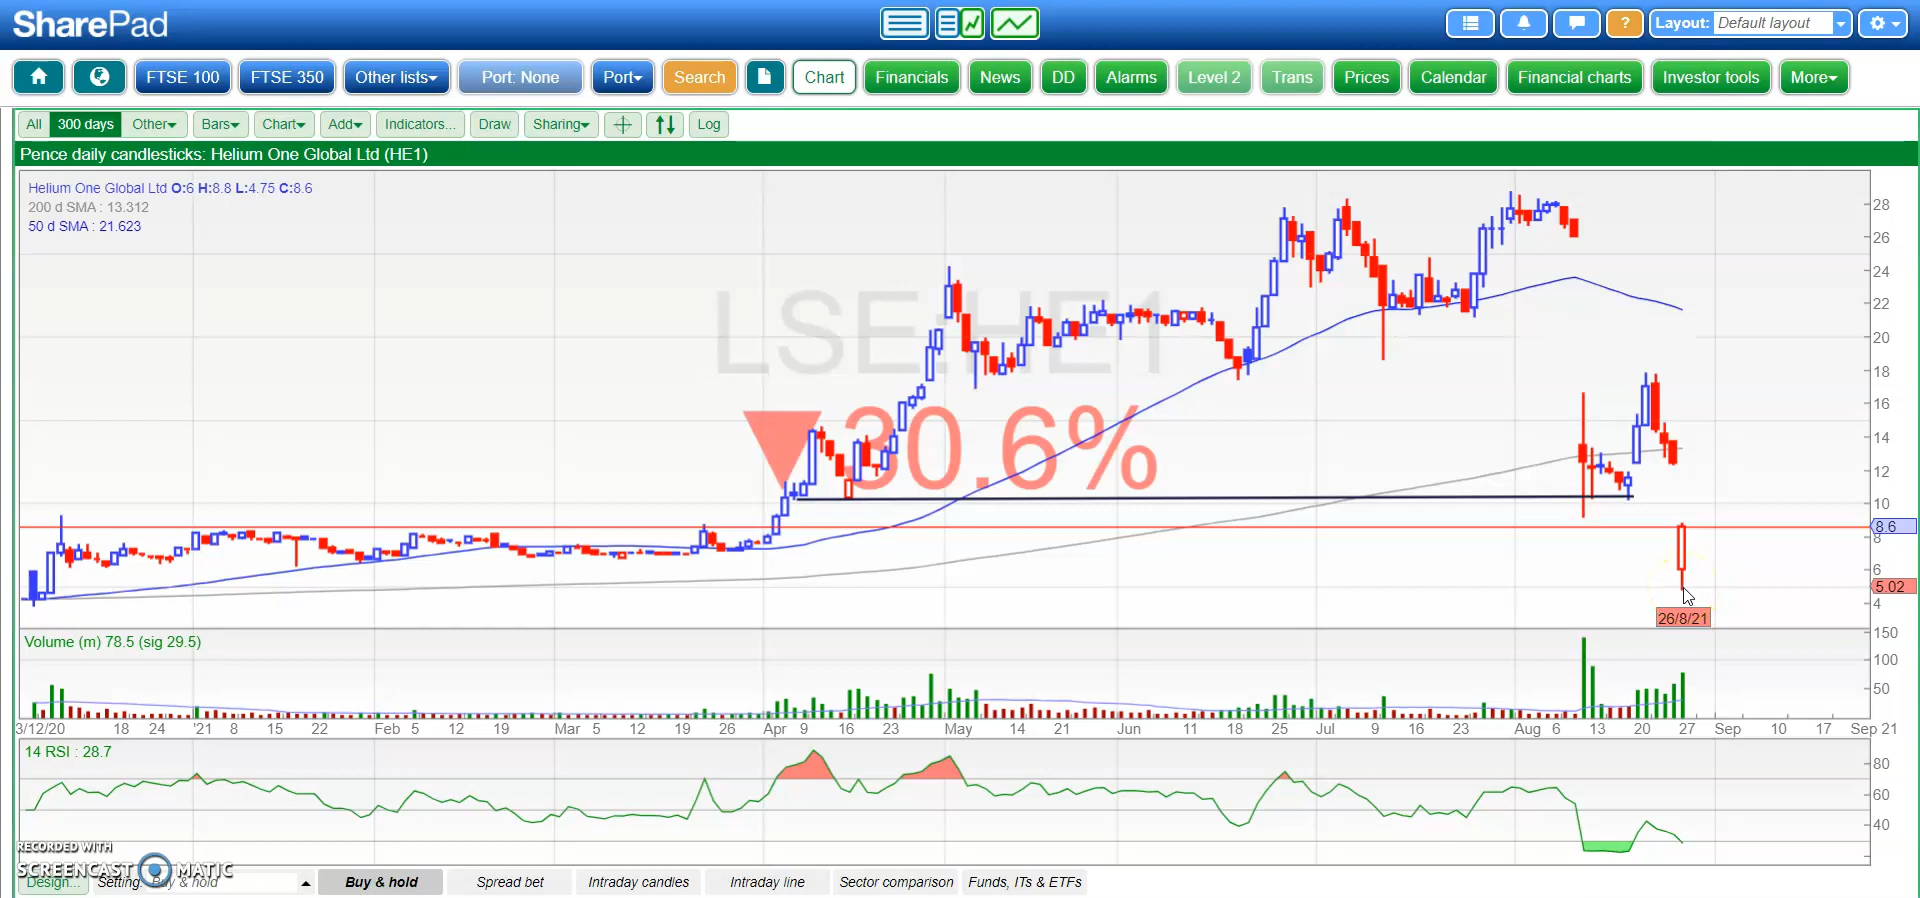 SharePad
? Layout: Default layout
FTSE 100 FTSE 350 Other lists Port: None Port Search Chart Financials News DD Alarms Level 2 Trans Prices Calendar Financial charts Investor tools More
All 300 days Other Bars Chart Add Indicators... Draw Sharing Log
Pence daily candlesticks: Helium One Global Ltd (HE1)
Helium One Global Ltd O:6 H:8.8 L:4.75 C:8.6
200 d SMA : 13.312
50 d SMA : 21.623
LSE:HE1
30.6%
28
26
24
22
20
18
16
14
12
10
8.6
8
6
5.02
4
26/8/21
Volume (m) 78.5 (sig 29.5)
150
100
50
3/12/20 18 24 '21 8 15 22 Feb 5 12 19 Mar 5 12 19 26 Apr 9 16 23 May 14 21 Jun 11 18 25 Jul 9 16 23 Aug 6 13 20 27 Sep 10 17 Sep 21
14 RSI : 28.7
80
60
40
RECORDED WITH
SCREENCAST MATIC
Design... Setting: Buy & hold Buy & hold Spread bet Intraday candles Intraday line Sector comparison Funds, ITs & ETFs